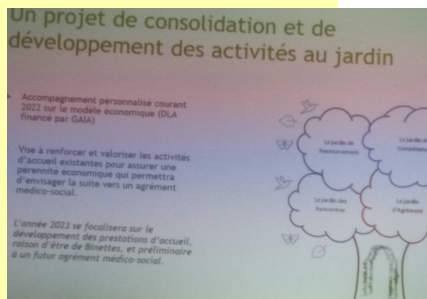 Un projet de consolidation et de
développement des activités au jardin
Accompagnement personnalisé courant
2022 sur le modèle économique (DLA
financé par GAIA)
Vise à renforcer et valoriser les activités
d'accueil existantes pour assurer une
pérennité économique qui permettra
d'envisager la suite vers un agrément
médico-social.
L'année 2023 se focalisera sur le
développement des prestations d'accueil,
raison d'être de Binettes, et préliminaire
à un futur agrément médico-social.
Le jardin de
Ressourcement
Le jardin de
Le jardin des
Rencontres
Le jardin
d'Agrément